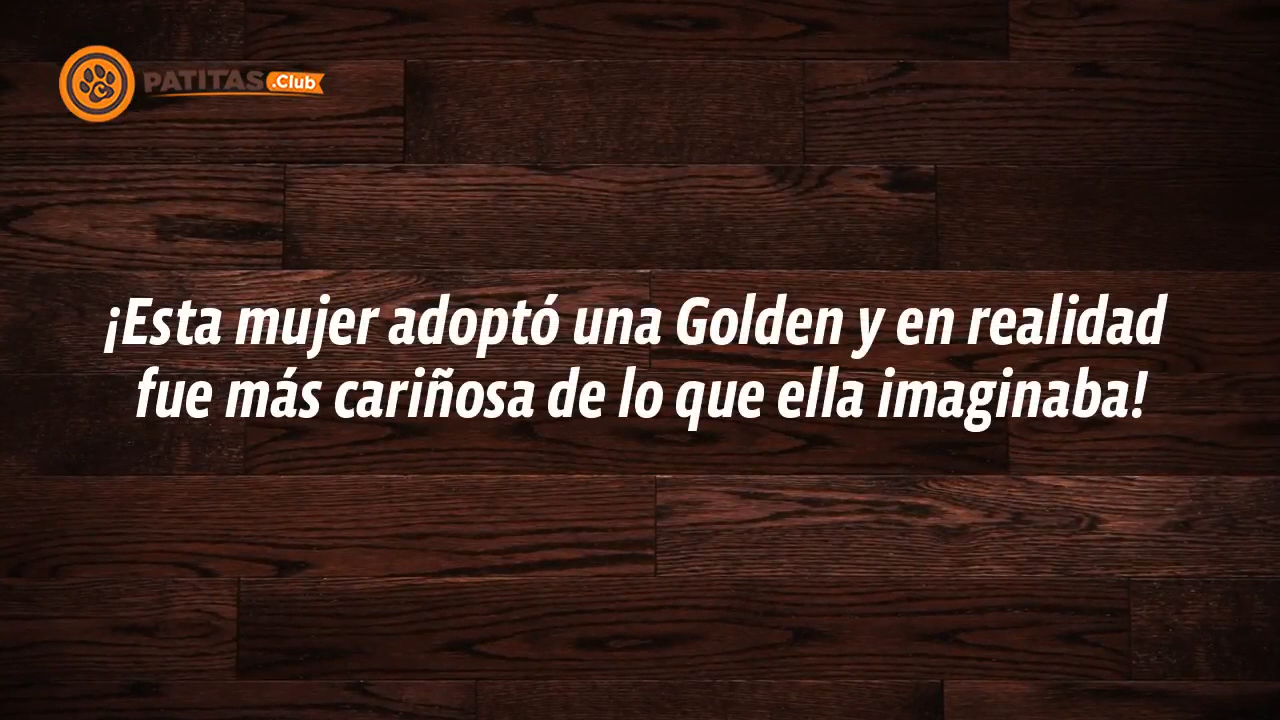 PATITAS .Club
¡Esta mujer adoptó una Golden y en realidad
fue más cariñosa de lo que ella imaginaba!